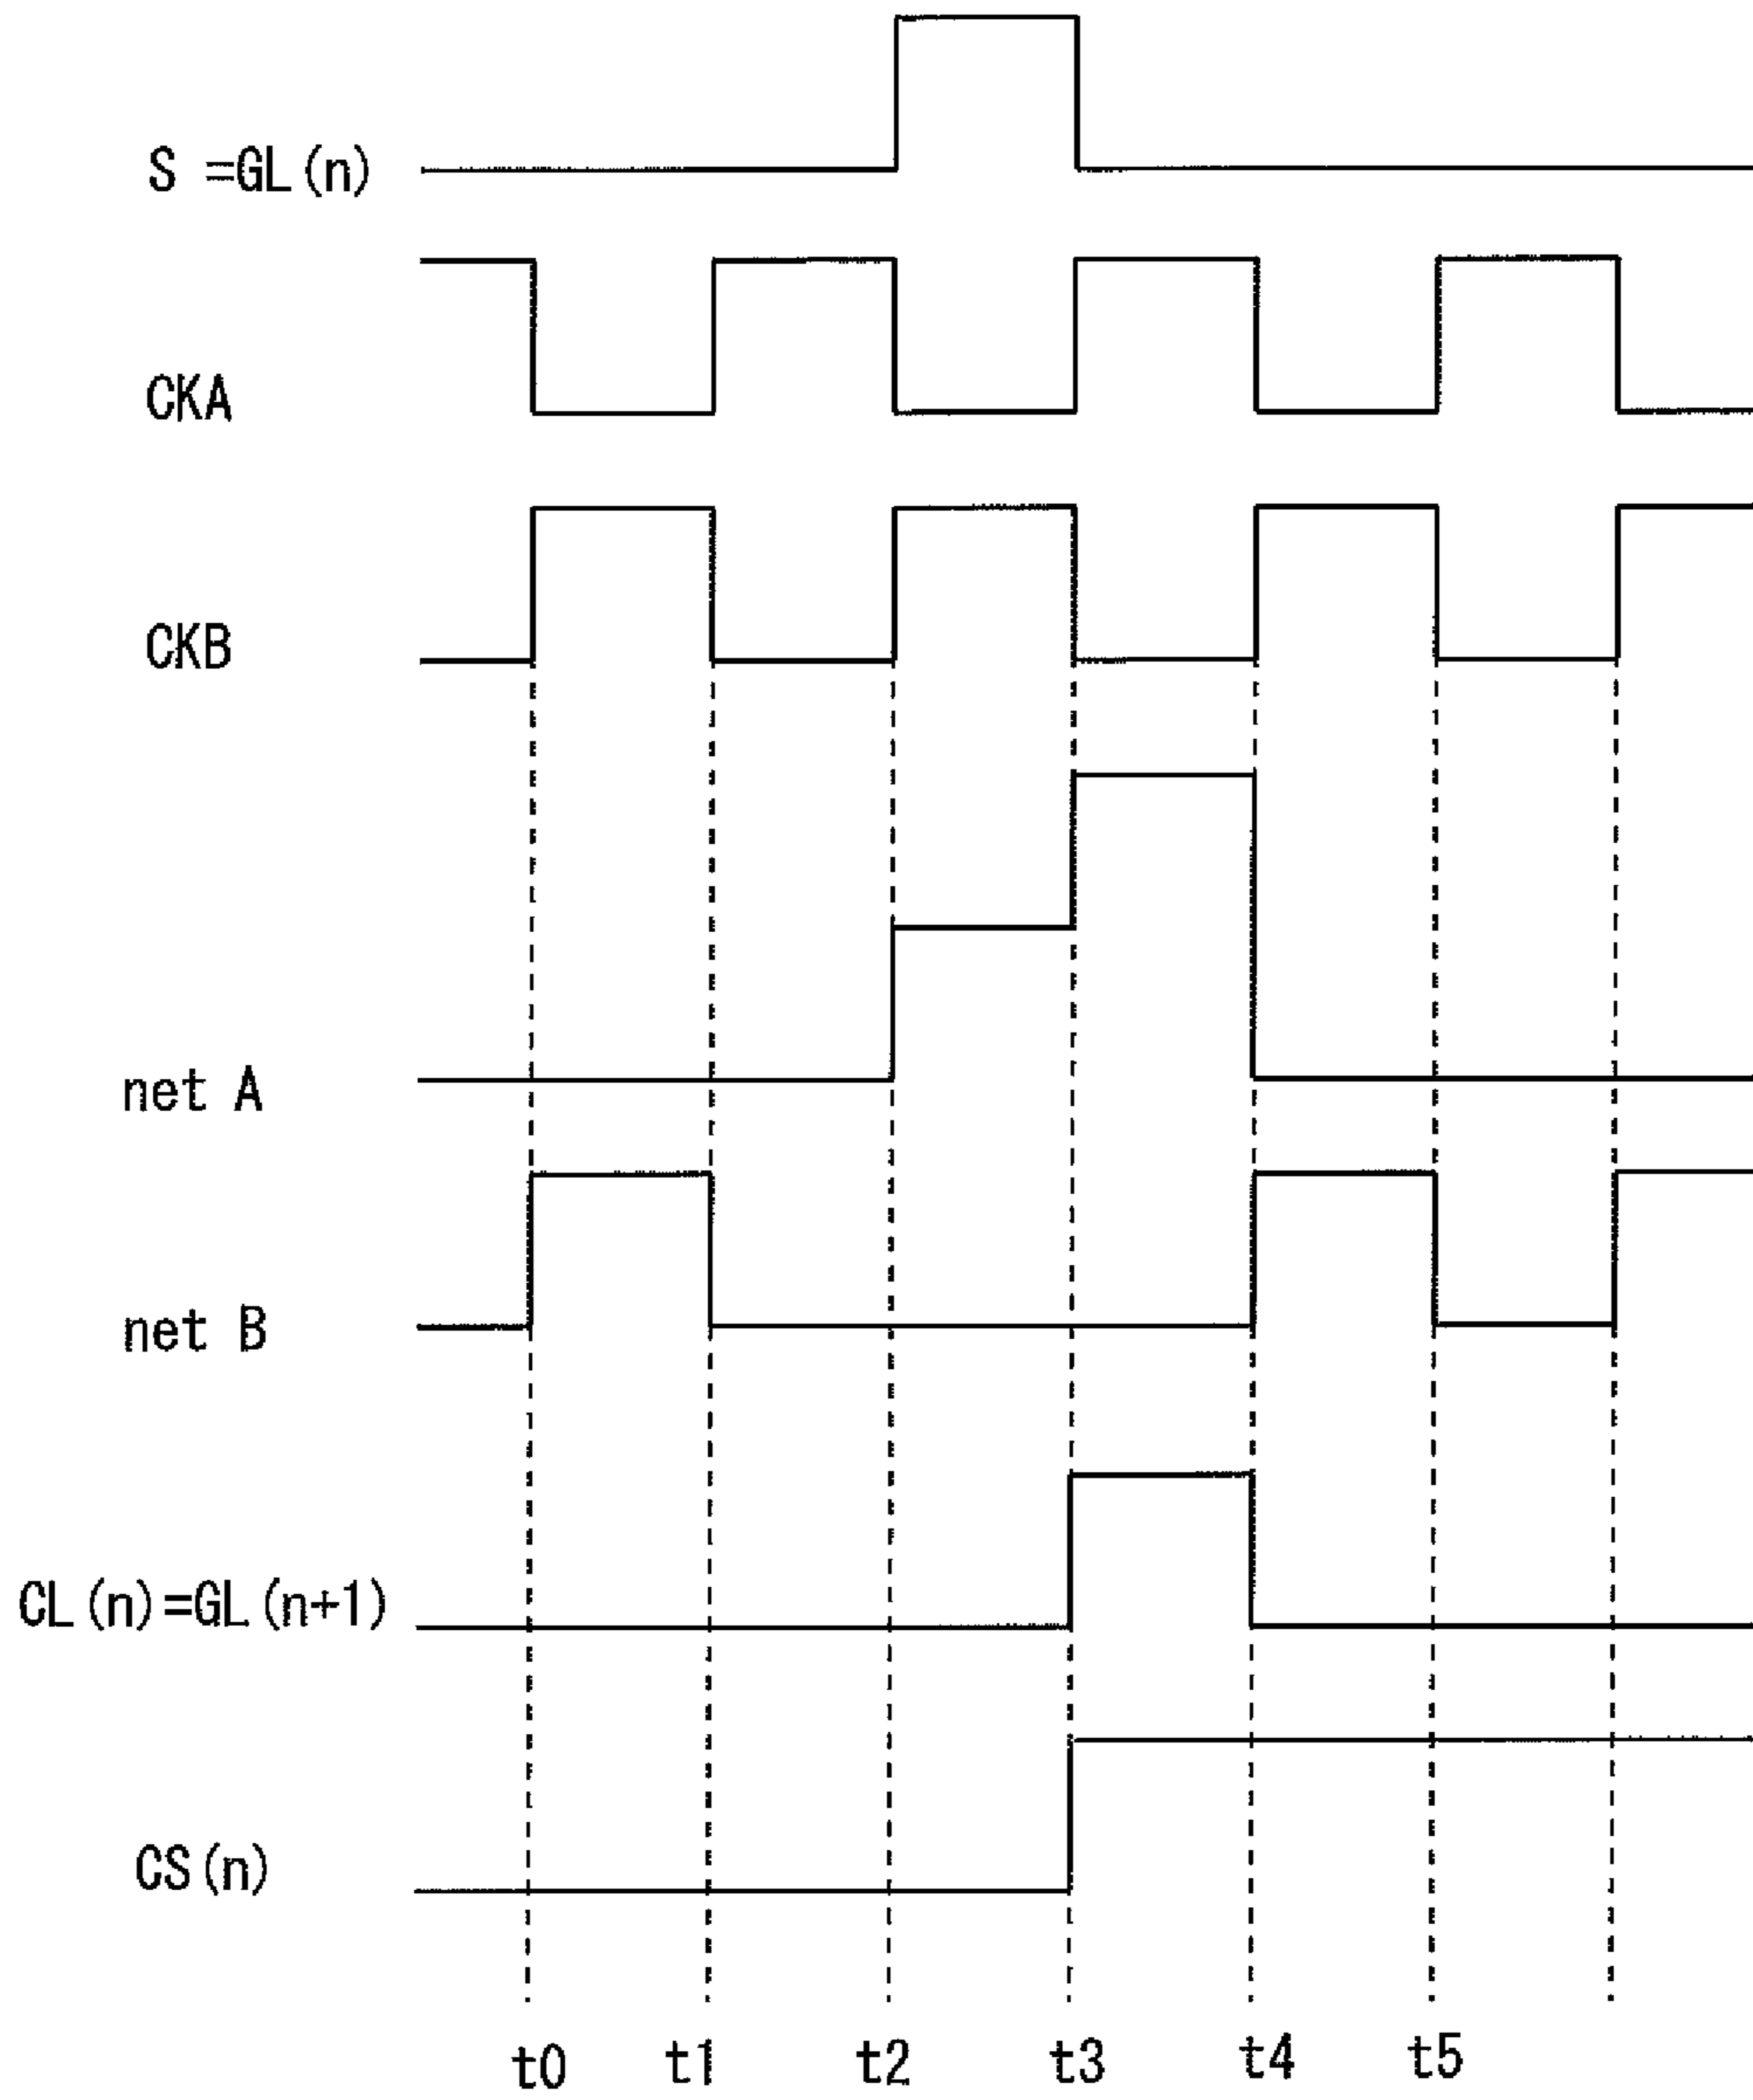 S =GL(n)
CKA
CKB
net A
net B
CL(n)=GL(n+1)
CS(n)
t0 t1 t2 t3 t4 t5